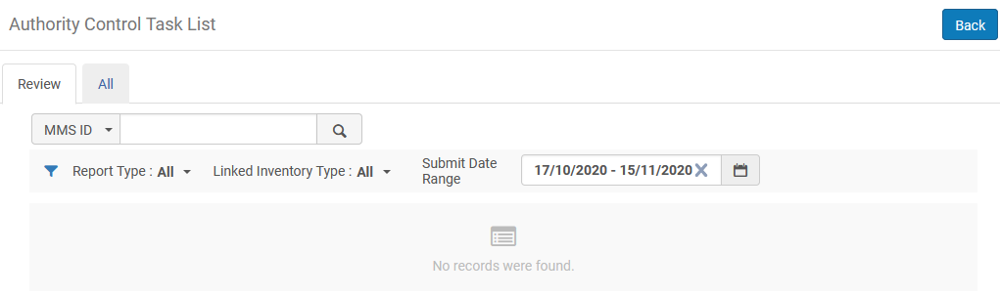 Authority Control Task List
Back
Review
All
MMS ID
Report Type : All
Linked Inventory Type : All
Submit Date
Range
17/10/2020 - 15/11/2020
No records were found.